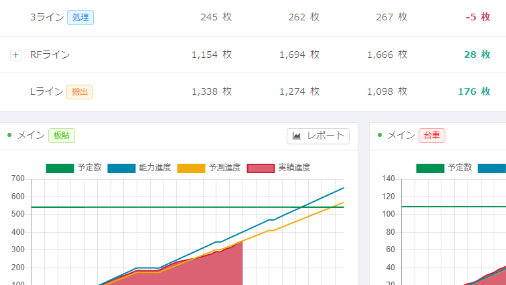 3ライン 処理 245 枚 262 枚 267 枚 -5 枚
+ RFライン 1,154 枚 1,694 枚 1,666 枚 28 枚
Lライン 搬出 1,338 枚 1,274 枚 1,098 枚 176 枚
メイン 板貼 レポート
予定数 能力進度 予測進度 実績進度
700
600
500
400
300
200
100
メイン 台車
予定数
140
120
100
80
60
40
20